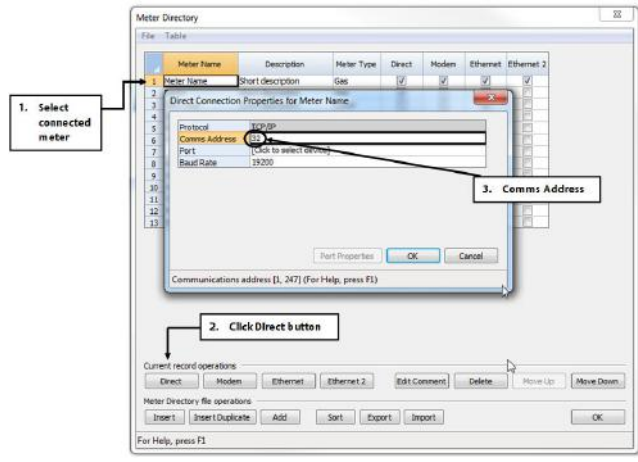 Meter Directory
File Table
Meter Name Description Meter Type Direct Modem Ethernet Ethernet 2
1 Meter Name Short description Gas
2
3
4
5
6
7
8
9
10
11
12
13
1. Select connected meter
Direct Connection Properties for Meter Name
Protocol TCP/IP
Comms Address 32
Port [Click to select device]
Baud Rate 19200
3. Comms Address
Port Properties OK Cancel
Communications address [1, 247] (For Help, press F1)
2. Click Direct button
Current record operations
Direct Modem Ethernet Ethernet 2 Edit Comment Delete Move Up Move Down
Meter Directory file operations
Insert Insert Duplicate Add Sort Export Import OK
For Help, press F1